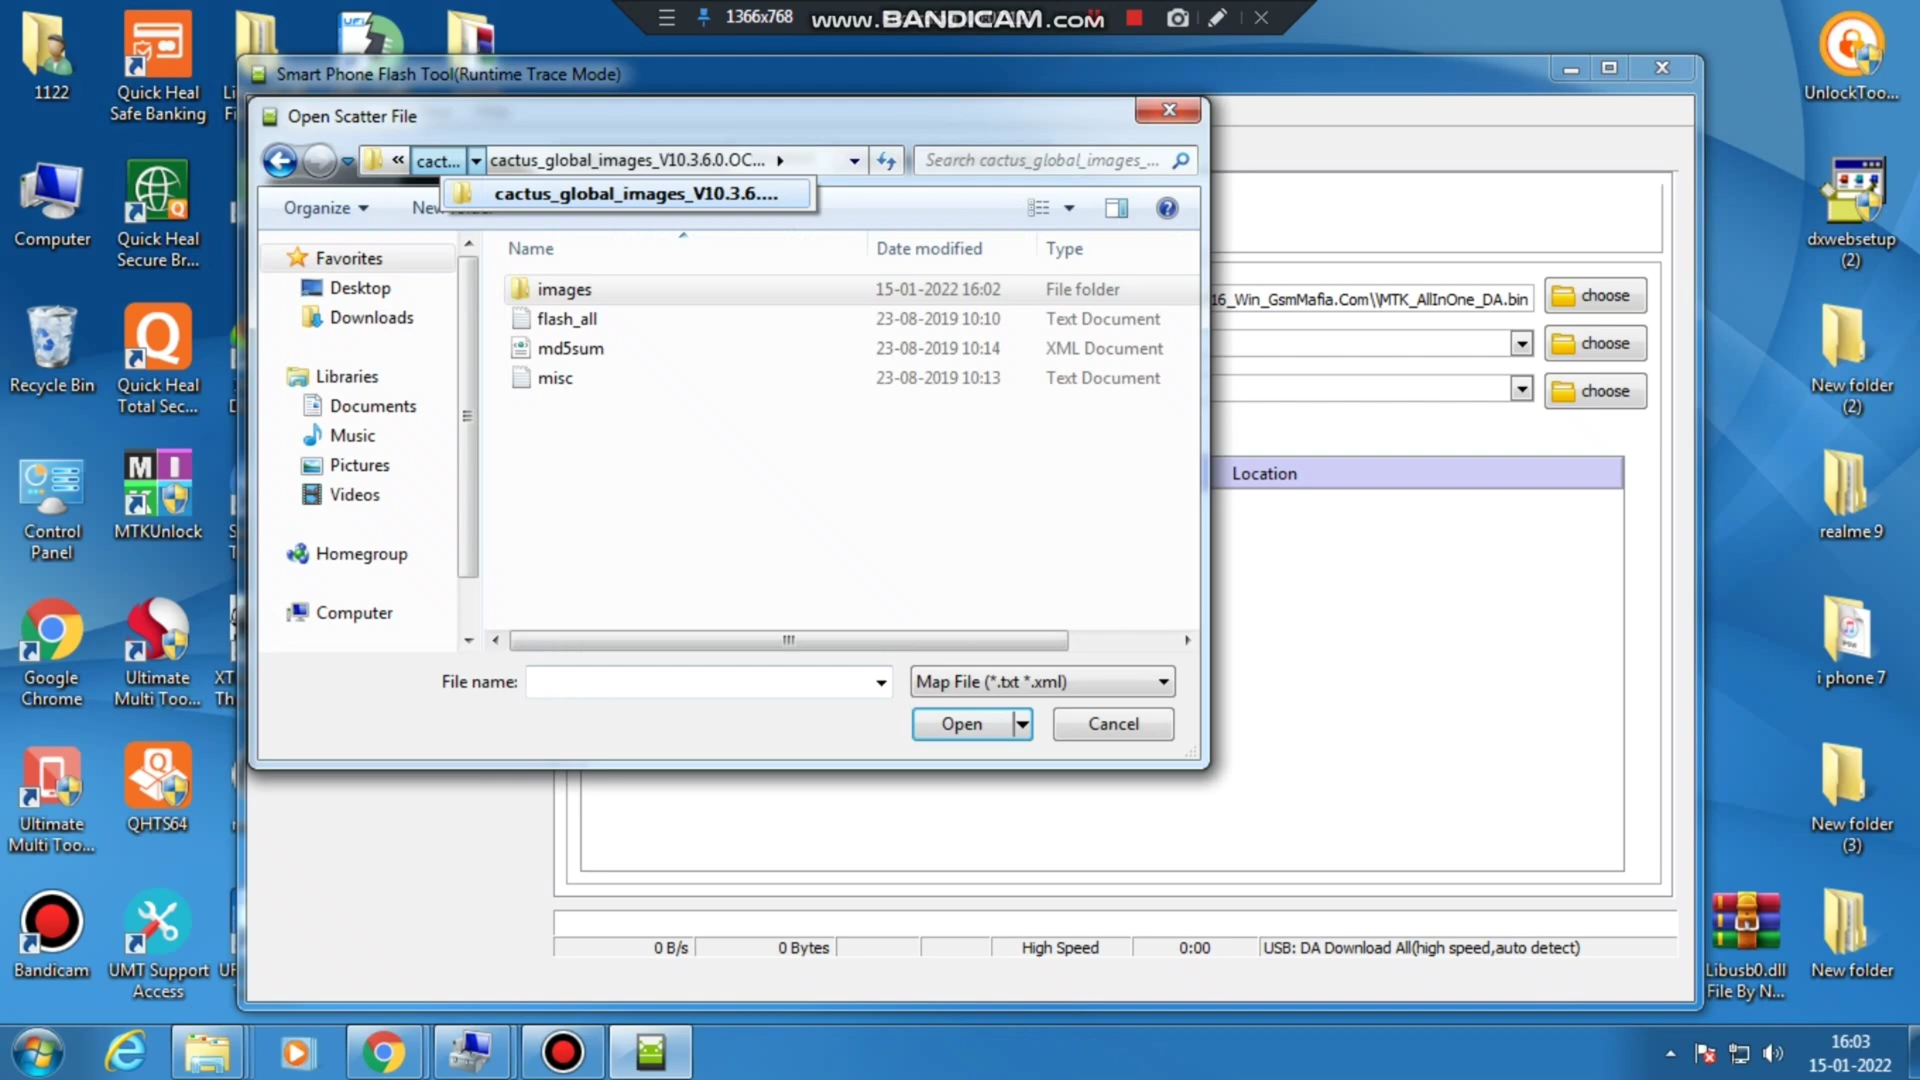 1366x768
www.BANDICAM.com
Smart Phone Flash Tool(Runtime Trace Mode)
Open Scatter File
«
cact...
cactus_global_images_V10.3.6.0.OC...
Search cactus_global_images_...
cactus_global_images_V10.3.6....
Organize
Name
Date modified
Type
Favorites
Desktop
Downloads
Libraries
Documents
Music
Pictures
Videos
Homegroup
Computer
images 15-01-2022 16:02 File folder
flash_all 23-08-2019 10:10 Text Document
md5sum 23-08-2019 10:14 XML Document
misc 23-08-2019 10:13 Text Document
File name:
Map File (*.txt *.xml)
Open
Cancel
16_Win_GsmMafia.Com\\MTK_AllInOne_DA.bin
choose
choose
choose
Location
0 B/s
0 Bytes
High Speed
0:00
USB: DA Download All(high speed,auto detect)
1122
Quick Heal
Safe Banking
Computer
Quick Heal
Secure Br...
Recycle Bin
Quick Heal
Total Sec...
Control
Panel
MTKUnlock
Google
Chrome
Ultimate
Multi Too...
XT
Th
Ultimate
Multi Too...
QHTS64
Bandicam
UMT Support
Access
UnlockToo...
dxwebsetup
(2)
New folder
(2)
realme 9
i phone 7
New folder
(3)
Libusb0.dll
File By N...
New folder
16:03
15-01-2022